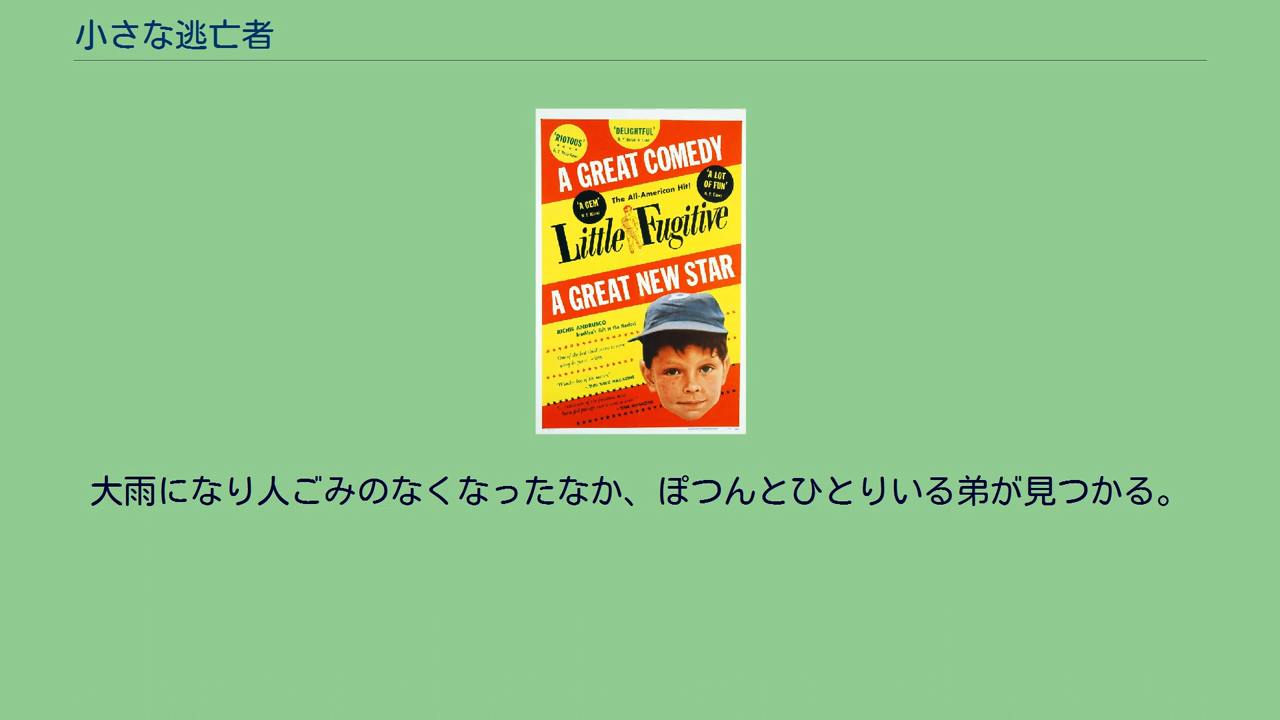 小さな逃亡者
'RIOTOUS'
'DELIGHTFUL'
A GREAT COMEDY
'A GEM'
The All-American Hit!
'A LOT
OF FUN'
Little Fugitive
A GREAT NEW STAR
RICHIE ANDRUSCO
大雨になり人ごみのなくなったなか、ぽつんとひとりいる弟が見つかる。